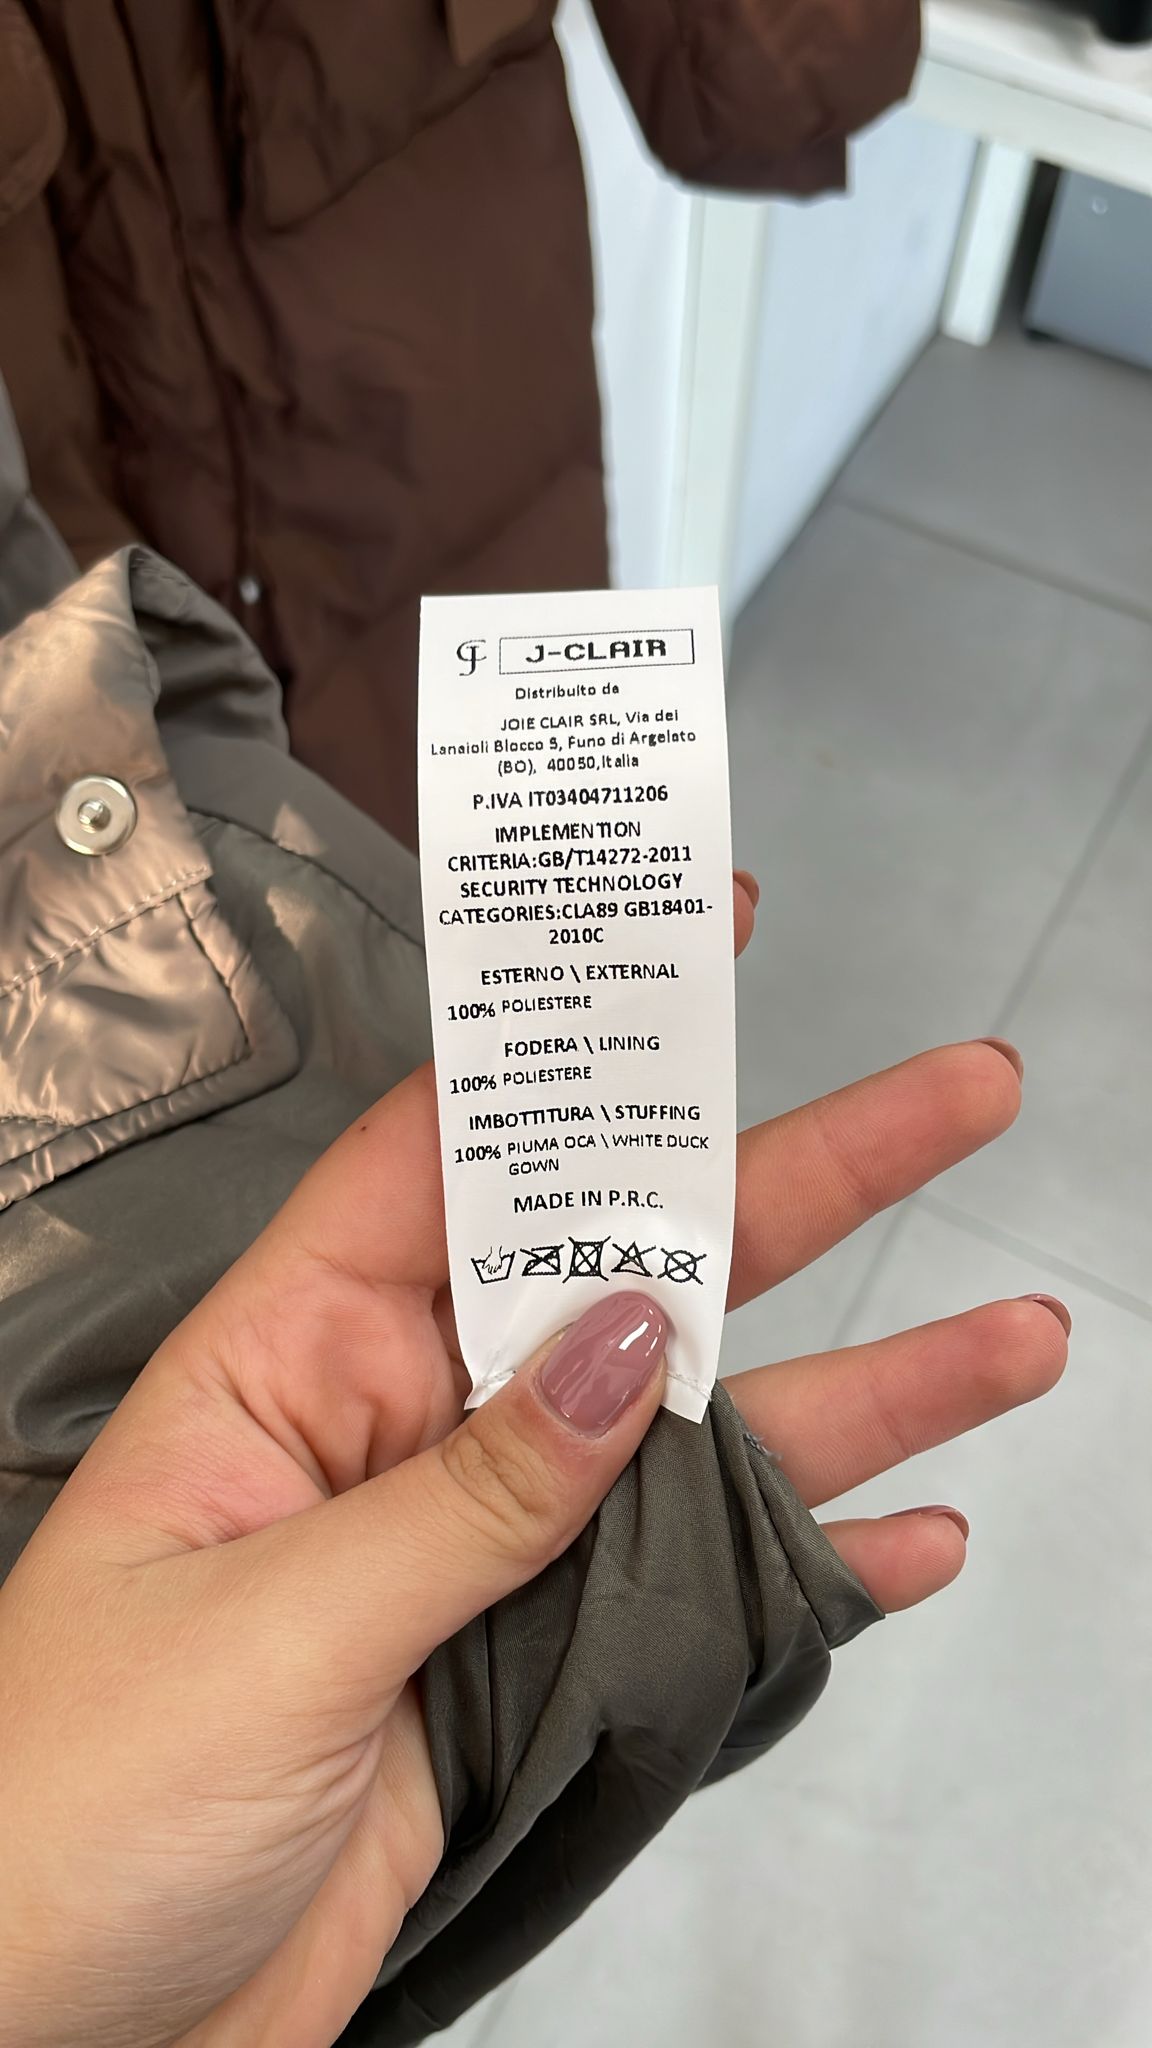 J-CLAIR
Distribuito da
JOIE CLAIR SRL, Via dei
Lanaioli Blocco 9, Funo di Argelato
(BO), 40050,Italia
P.IVA IT03404711206
IMPLEMENTION
CRITERIA:GB/T14272-2011
SECURITY TECHNOLOGY
CATEGORIES:CLA89 GB18401-
2010C
ESTERNO \ EXTERNAL
100% POLIESTERE
FODERA \ LINING
100% POLIESTERE
IMBOTTITURA \ STUFFING
100% PIUMA OCA \ WHITE DUCK
GOWN
MADE IN P.R.C.